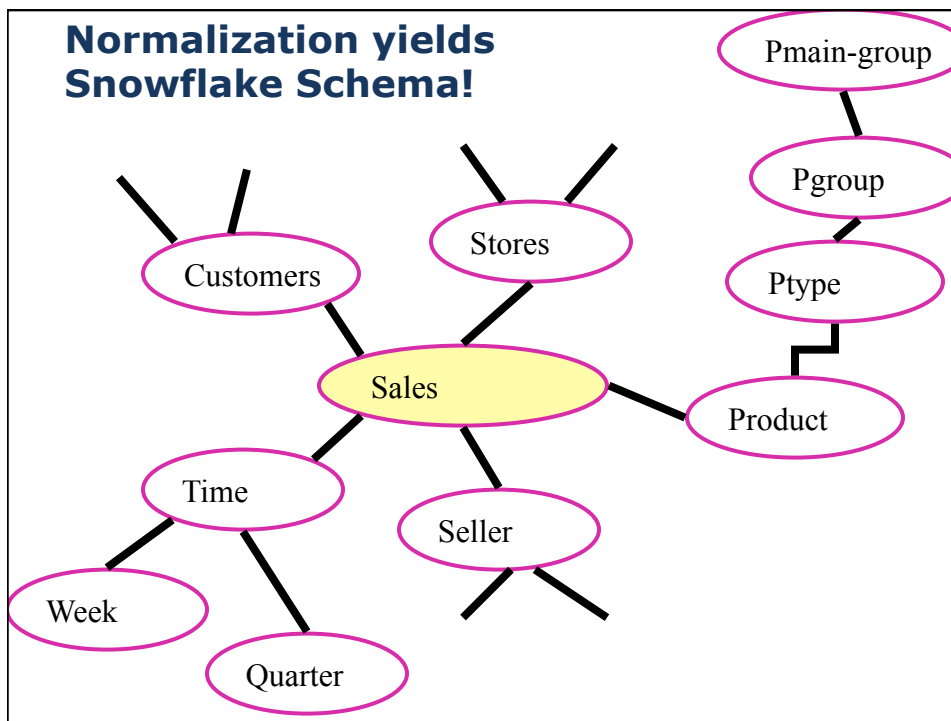 Normalization yields
Snowflake Schema!
Pmain-group
Pgroup
Stores
Customers
Ptype
Sales
Product
Time
Seller
Week
Quarter